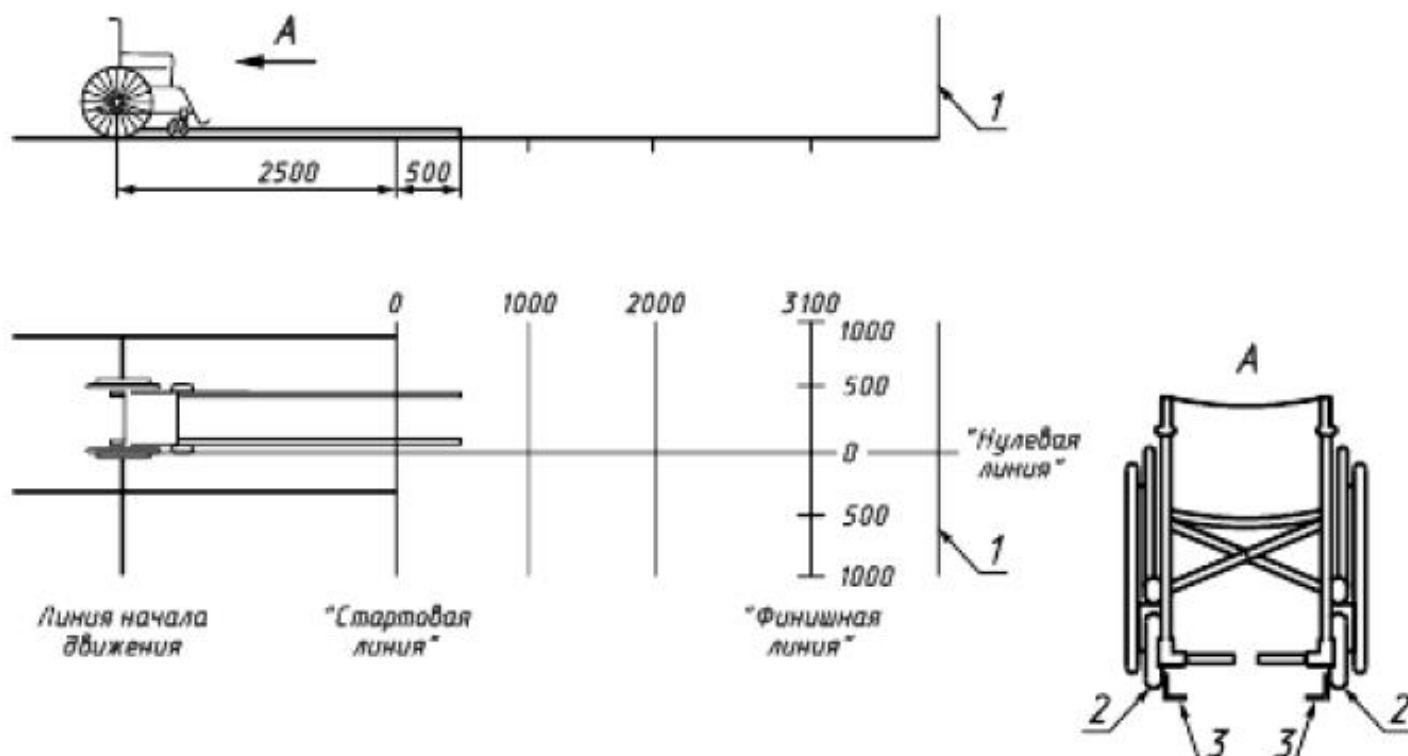 А
1
2500
500
0
1000
2000
3100
1000
500
0
500
1000
"Нулевая
линия"
1
Линия начала
движения
"Стартовая
линия"
"Финишная
линия"
А
2
3
3
2